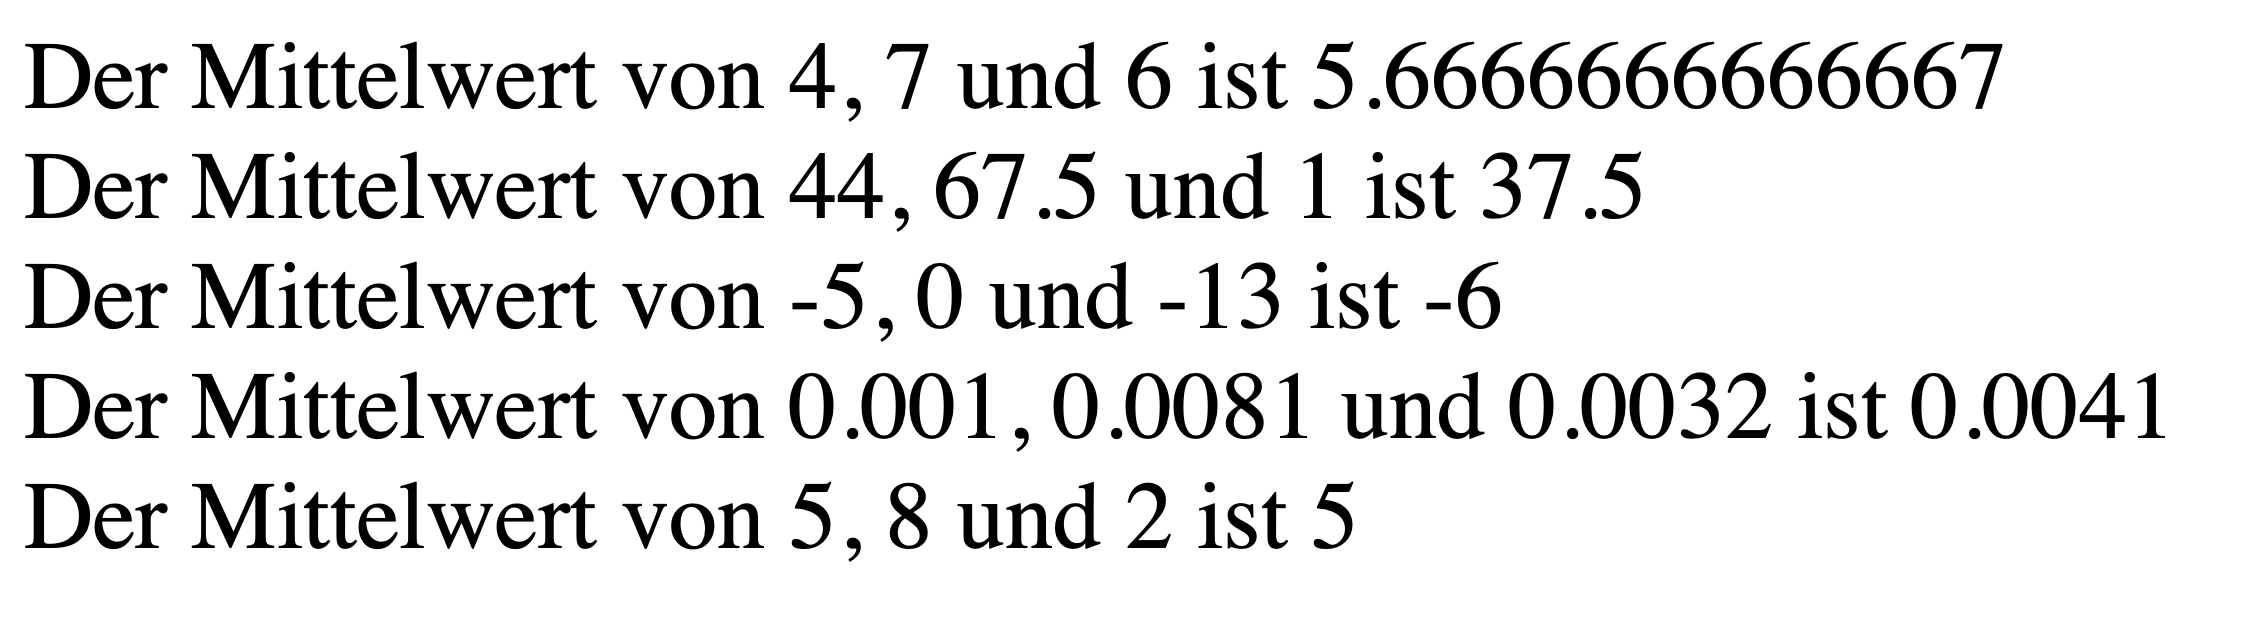 Der Mittelwert von 4, 7 und 6 ist 5.6666666666667
Der Mittelwert von 44, 67.5 und 1 ist 37.5
Der Mittelwert von -5, 0 und -13 ist -6
Der Mittelwert von 0.001, 0.0081 und 0.0032 ist 0.0041
Der Mittelwert von 5, 8 und 2 ist 5